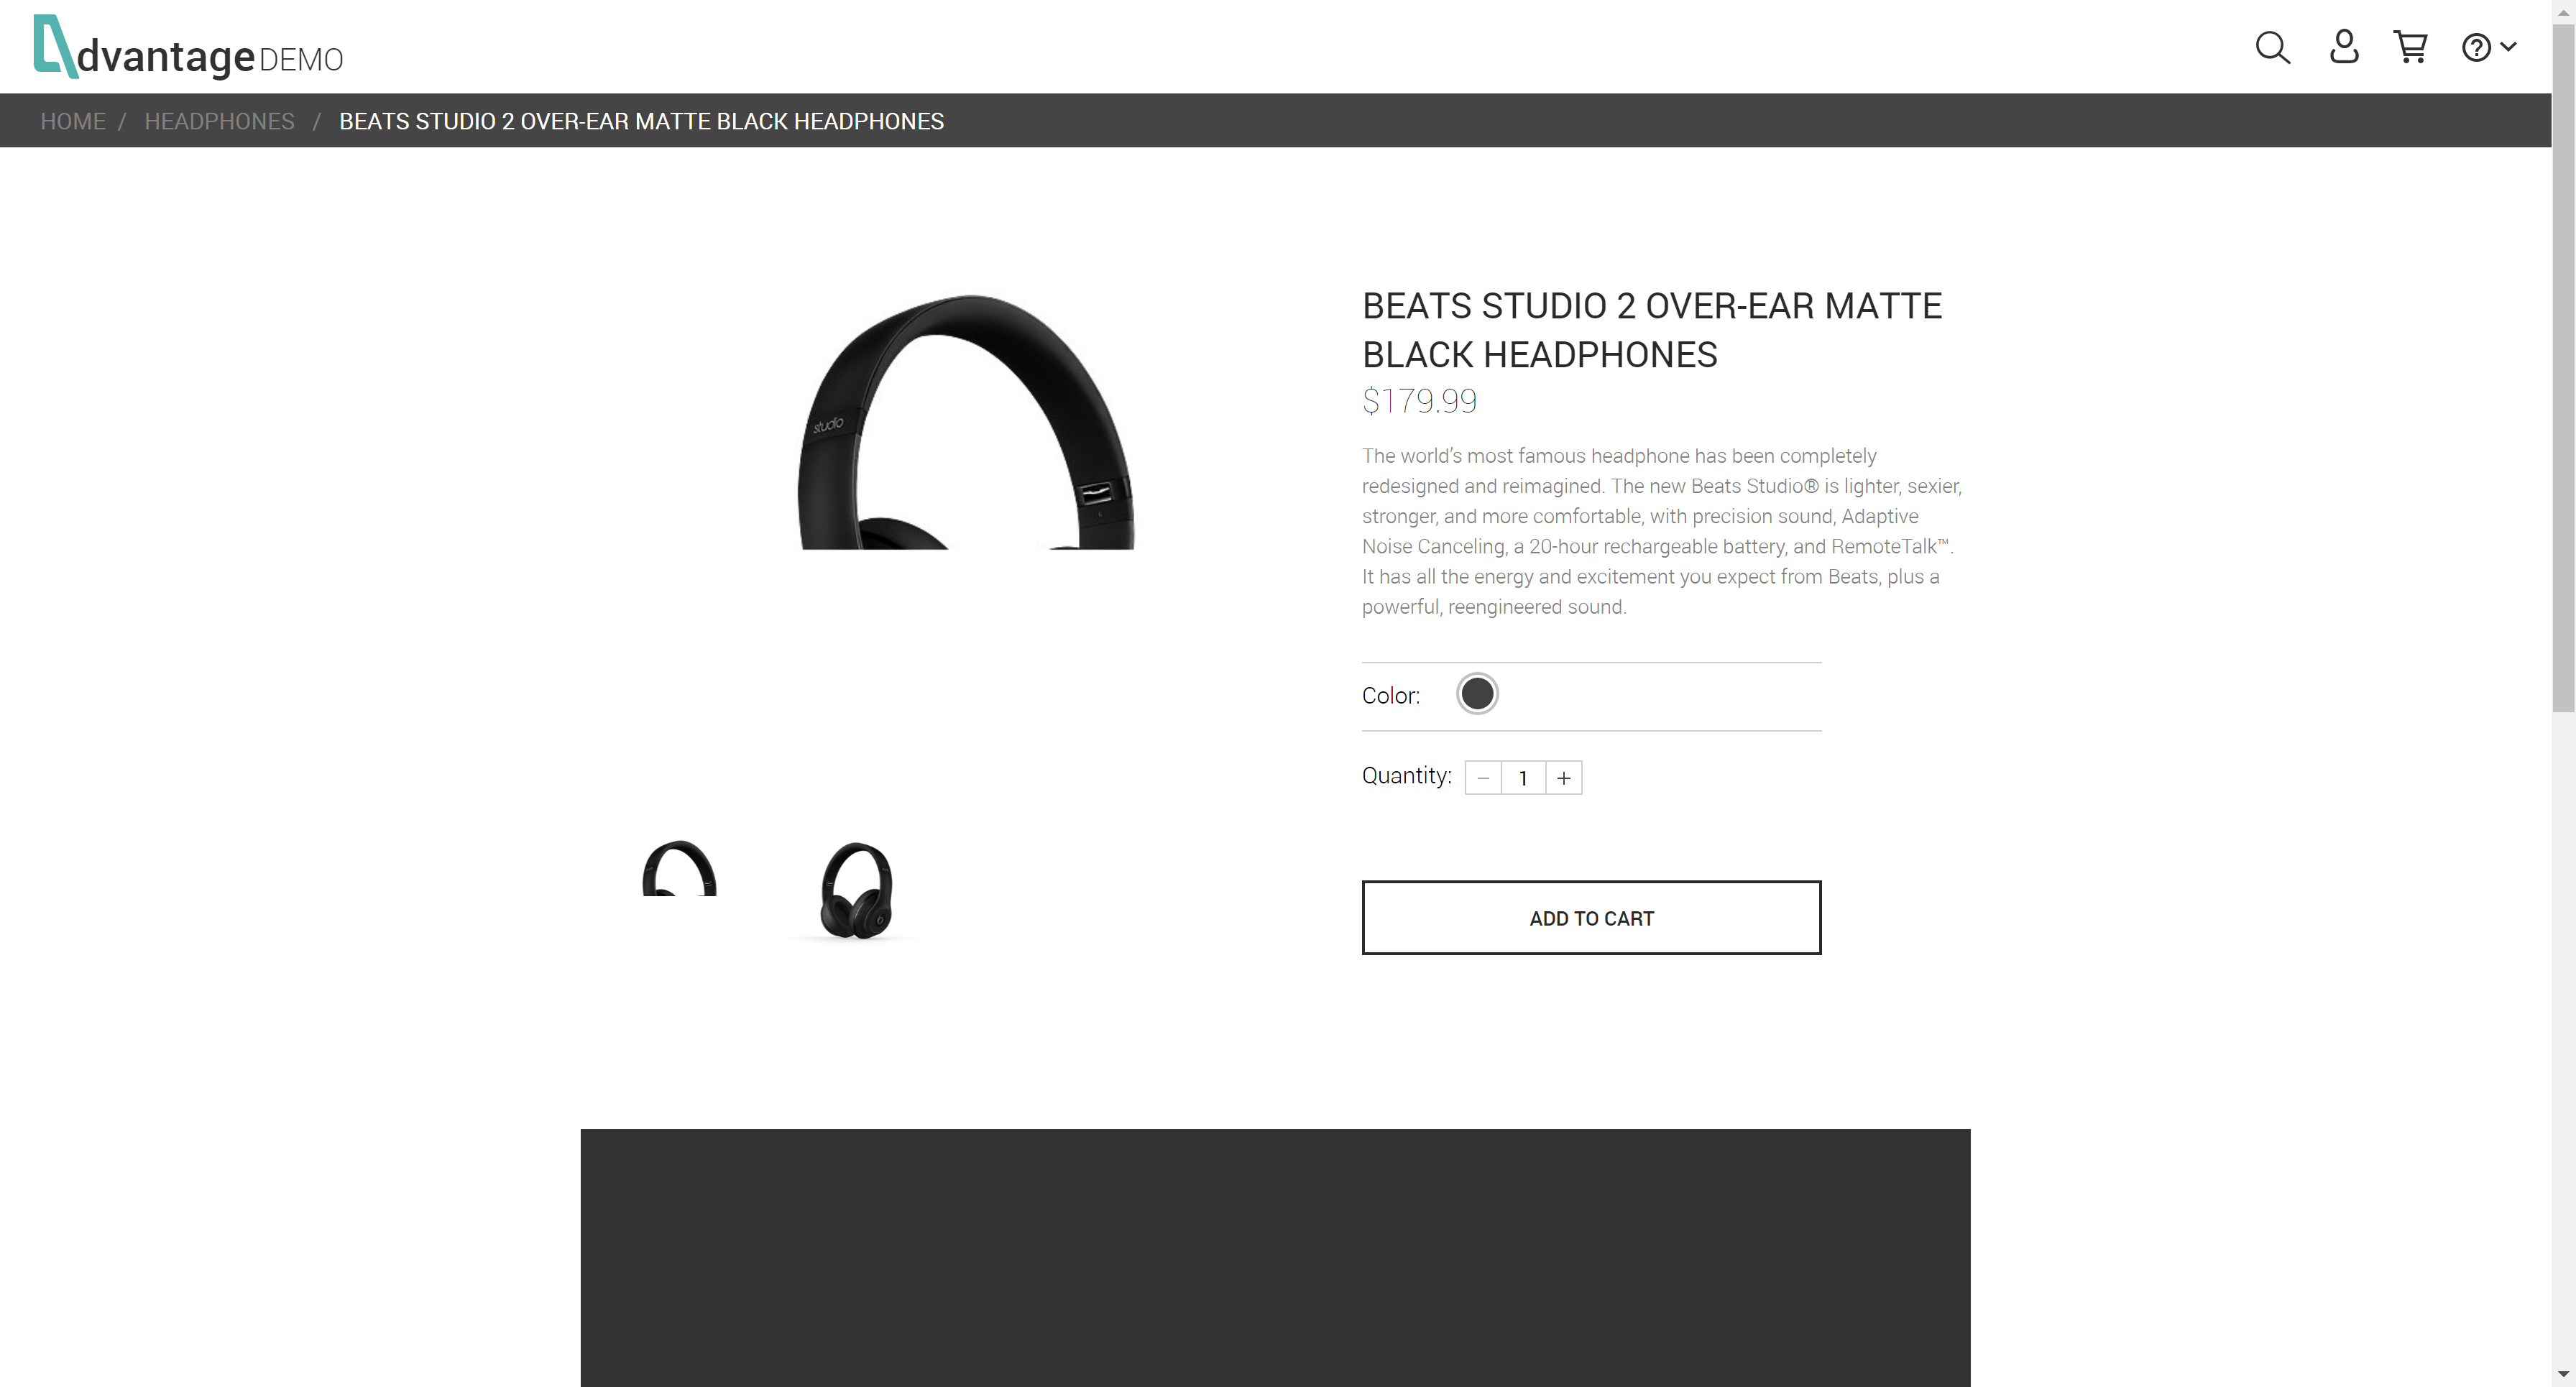 dvantage DEMO
HOME / HEADPHONES / BEATS STUDIO 2 OVER-EAR MATTE BLACK HEADPHONES
studio
BEATS STUDIO 2 OVER-EAR MATTE
BLACK HEADPHONES
$179.99
The world’s most famous headphone has been completely
redesigned and reimagined. The new Beats Studio® is lighter, sexier,
stronger, and more comfortable, with precision sound, Adaptive
Noise Canceling, a 20-hour rechargeable battery, and RemoteTalk™.
It has all the energy and excitement you expect from Beats, plus a
powerful, reengineered sound.
Color:
Quantity: − 1 +
ADD TO CART